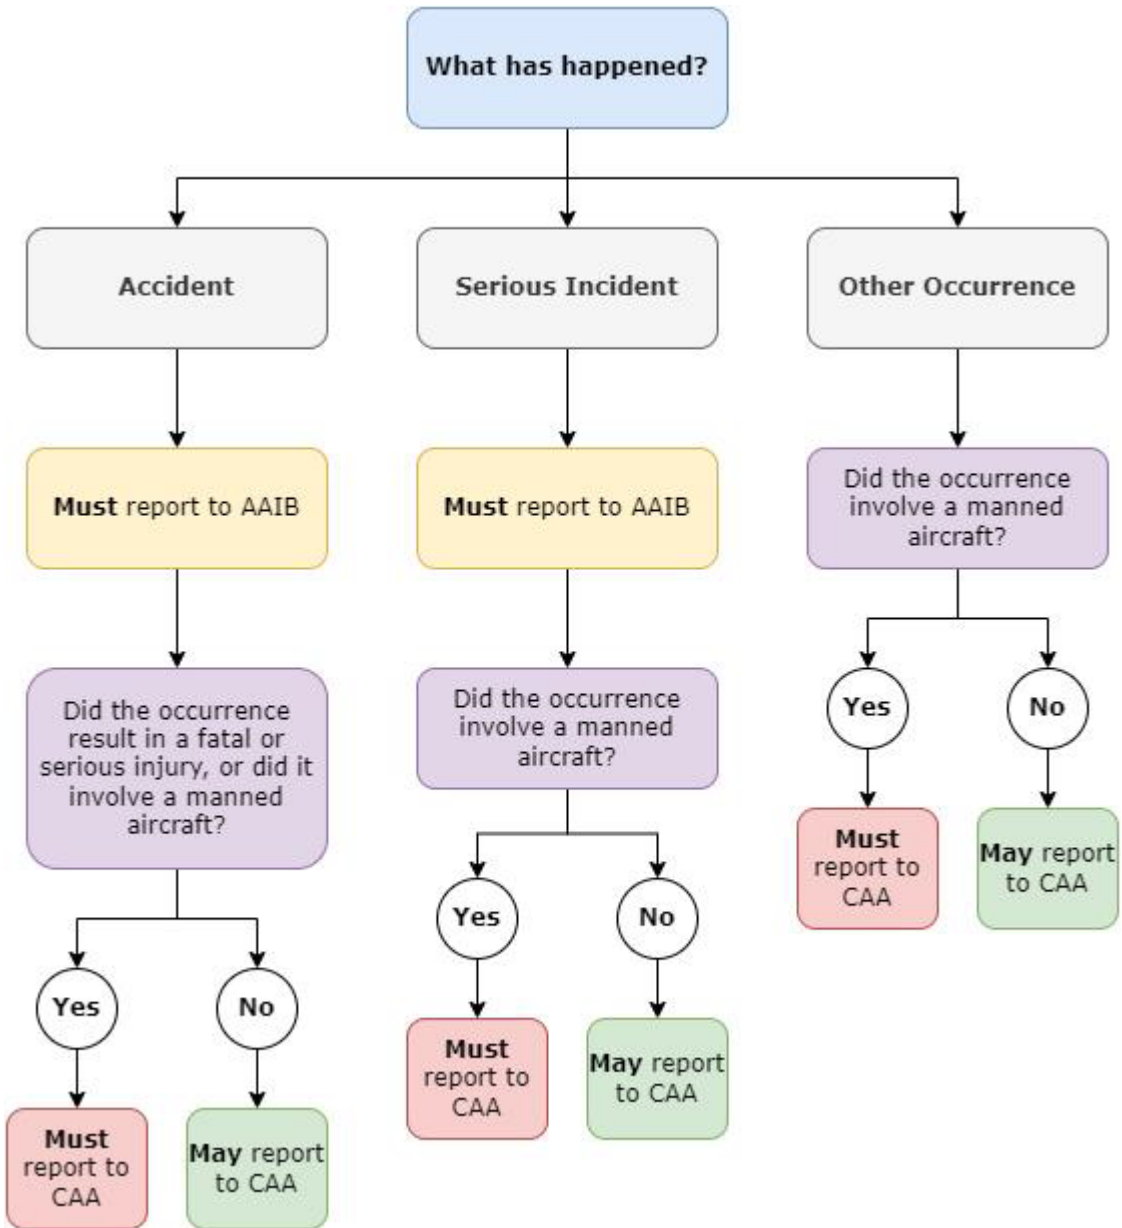 What has happened?
Accident
Serious Incident
Other Occurrence
Must report to AAIB
Must report to AAIB
Did the occurrence
involve a manned
aircraft?
Did the occurrence
result in a fatal or
serious injury, or did it
involve a manned
aircraft?
Did the occurrence
involve a manned
aircraft?
Yes
No
Must
report to
CAA
May report
to CAA
Yes
No
Must
report to
CAA
May report
to CAA
Yes
No
Must
report to
CAA
May report
to CAA